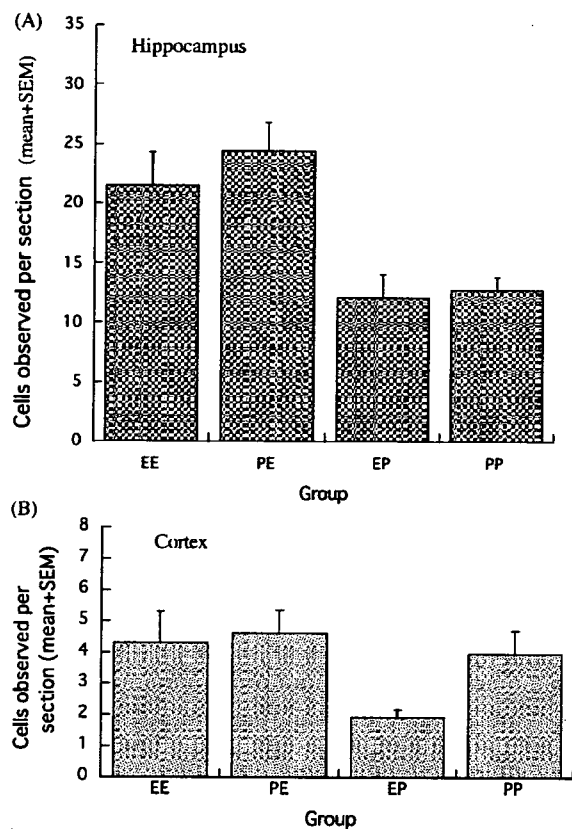 (A)
Hippocampus
Cells observed per section (mean+SEM)
35
30
25
20
15
10
5
0
EE PE EP PP
Group
(B)
Cortex
Cells observed per
section (mean+SEM)
8
7
6
5
4
3
2
1
0
EE PE EP PP
Group